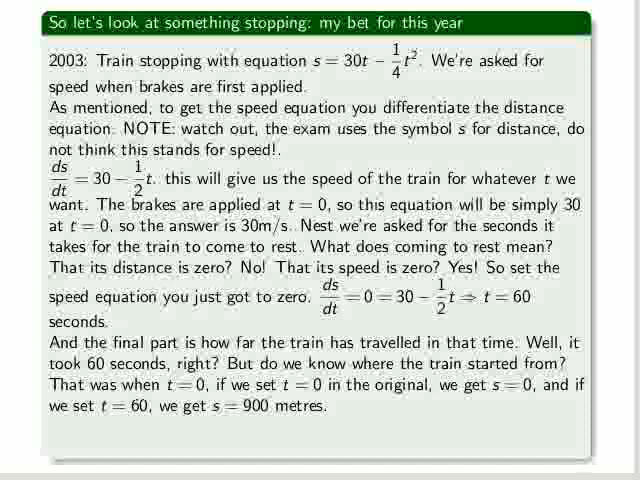 So let's look at something stopping: my bet for this year
2003: Train stopping with equation s = 30t − 1/4 t². We're asked for
speed when brakes are first applied.
As mentioned, to get the speed equation you differentiate the distance
equation. NOTE: watch out, the exam uses the symbol s for distance, do
not think this stands for speed!.
ds/dt = 30 − 1/2 t. this will give us the speed of the train for whatever t we
want. The brakes are applied at t = 0, so this equation will be simply 30
at t = 0, so the answer is 30m/s. Nest we're asked for the seconds it
takes for the train to come to rest. What does coming to rest mean?
That its distance is zero? No! That its speed is zero? Yes! So set the
speed equation you just got to zero. ds/dt = 0 = 30 − 1/2 t ⇒ t = 60
seconds.
And the final part is how far the train has travelled in that time. Well, it
took 60 seconds, right? But do we know where the train started from?
That was when t = 0, if we set t = 0 in the original, we get s = 0, and if
we set t = 60, we get s = 900 metres.